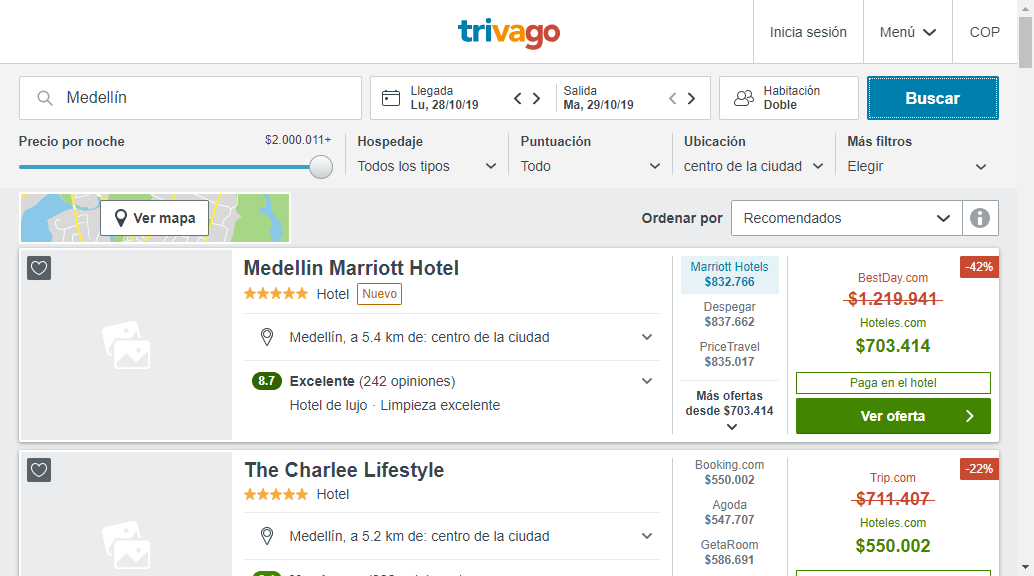 trivago
Inicia sesión
Menú
COP
Medellín
Llegada
Lu, 28/10/19
Salida
Ma, 29/10/19
Habitación
Doble
Buscar
Precio por noche
$2.000.011+
Hospedaje
Todos los tipos
Puntuación
Todo
Ubicación
centro de la ciudad
Más filtros
Elegir
Ver mapa
Ordenar por
Recomendados
Medellin Marriott Hotel
Hotel
Nuevo
Medellín, a 5.4 km de: centro de la ciudad
8.7 Excelente (242 opiniones)
Hotel de lujo · Limpieza excelente
Marriott Hotels
$832.766
Despegar
$837.662
PriceTravel
$835.017
Más ofertas
desde $703.414
-42%
BestDay.com
$1.219.941
Hoteles.com
$703.414
Paga en el hotel
Ver oferta
The Charlee Lifestyle
Hotel
Medellín, a 5.2 km de: centro de la ciudad
Booking.com
$550.002
Agoda
$547.707
GetaRoom
$586.691
-22%
Trip.com
$711.407
Hoteles.com
$550.002